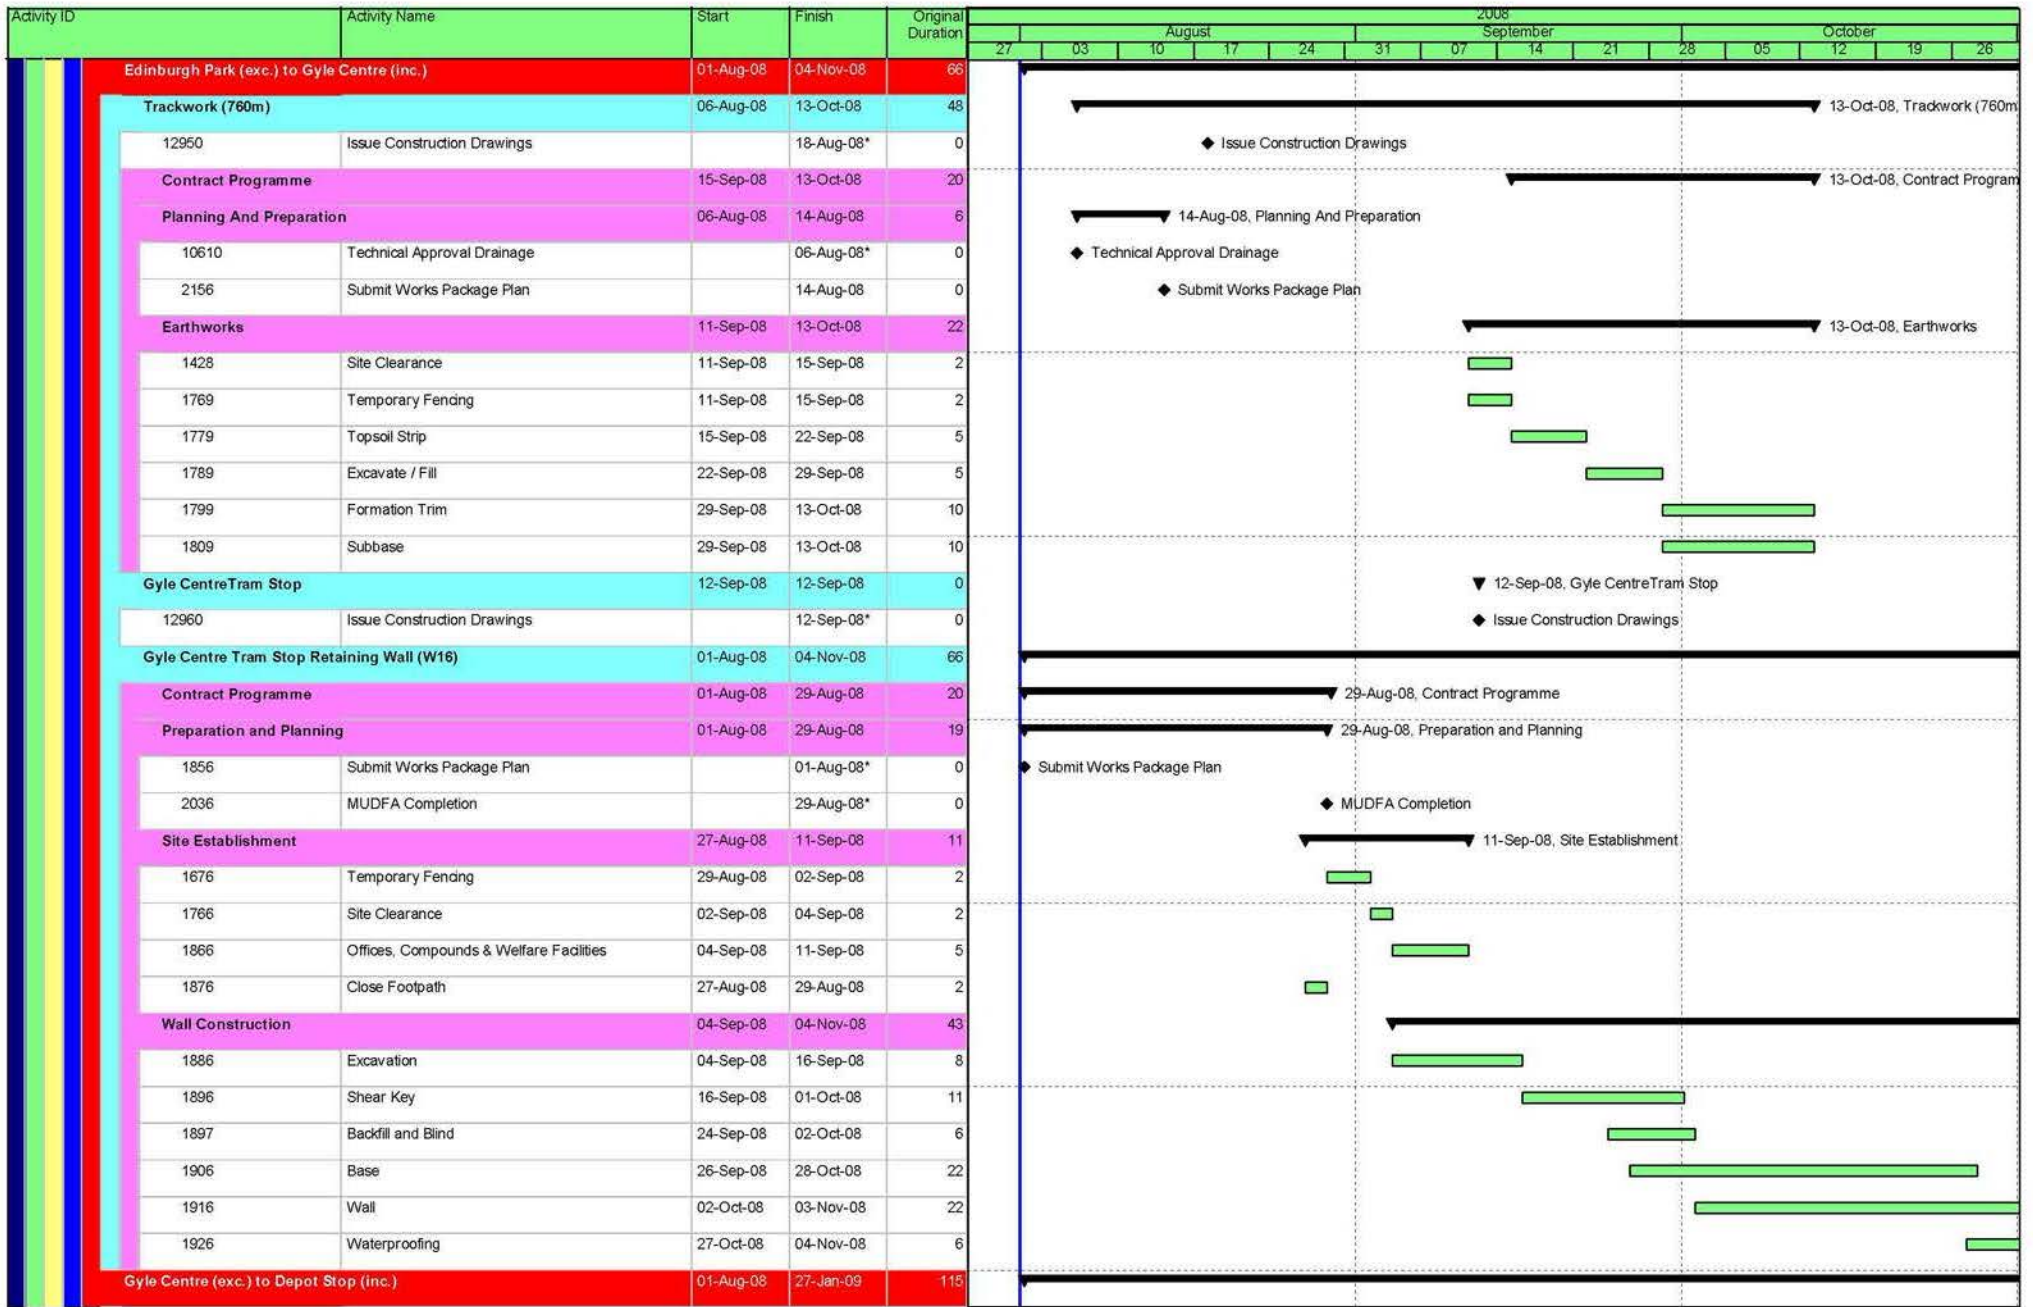 Activity ID Activity Name Start Finish Original Duration 2008
August September October
27 03 10 17 24 31 07 14 21 28 05 12 19 26
Edinburgh Park (exc.) to Gyle Centre (inc.) 01-Aug-08 04-Nov-08 66
Trackwork (760m) 06-Aug-08 13-Oct-08 48 13-Oct-08, Trackwork (760m
12950 Issue Construction Drawings 18-Aug-08* 0 Issue Construction Drawings
Contract Programme 15-Sep-08 13-Oct-08 20 13-Oct-08, Contract Program
Planning And Preparation 06-Aug-08 14-Aug-08 6 14-Aug-08, Planning And Preparation
10610 Technical Approval Drainage 06-Aug-08* 0 Technical Approval Drainage
2156 Submit Works Package Plan 14-Aug-08 0 Submit Works Package Plan
Earthworks 11-Sep-08 13-Oct-08 22 13-Oct-08, Earthworks
1428 Site Clearance 11-Sep-08 15-Sep-08 2
1769 Temporary Fencing 11-Sep-08 15-Sep-08 2
1779 Topsoil Strip 15-Sep-08 22-Sep-08 5
1789 Excavate / Fill 22-Sep-08 29-Sep-08 5
1799 Formation Trim 29-Sep-08 13-Oct-08 10
1809 Subbase 29-Sep-08 13-Oct-08 10
Gyle CentreTram Stop 12-Sep-08 12-Sep-08 0 12-Sep-08, Gyle CentreTram Stop
12960 Issue Construction Drawings 12-Sep-08* 0 Issue Construction Drawings
Gyle Centre Tram Stop Retaining Wall (W16) 01-Aug-08 04-Nov-08 66
Contract Programme 01-Aug-08 29-Aug-08 20 29-Aug-08, Contract Programme
Preparation and Planning 01-Aug-08 29-Aug-08 19 29-Aug-08, Preparation and Planning
1856 Submit Works Package Plan 01-Aug-08* 0 Submit Works Package Plan
2036 MUDFA Completion 29-Aug-08* 0 MUDFA Completion
Site Establishment 27-Aug-08 11-Sep-08 11 11-Sep-08, Site Establishment
1676 Temporary Fencing 29-Aug-08 02-Sep-08 2
1766 Site Clearance 02-Sep-08 04-Sep-08 2
1866 Offices, Compounds & Welfare Facilities 04-Sep-08 11-Sep-08 5
1876 Close Footpath 27-Aug-08 29-Aug-08 2
Wall Construction 04-Sep-08 04-Nov-08 43
1886 Excavation 04-Sep-08 16-Sep-08 8
1896 Shear Key 16-Sep-08 01-Oct-08 11
1897 Backfill and Blind 24-Sep-08 02-Oct-08 6
1906 Base 26-Sep-08 28-Oct-08 22
1916 Wall 02-Oct-08 03-Nov-08 22
1926 Waterproofing 27-Oct-08 04-Nov-08 6
Gyle Centre (exc.) to Depot Stop (inc.) 01-Aug-08 27-Jan-09 115